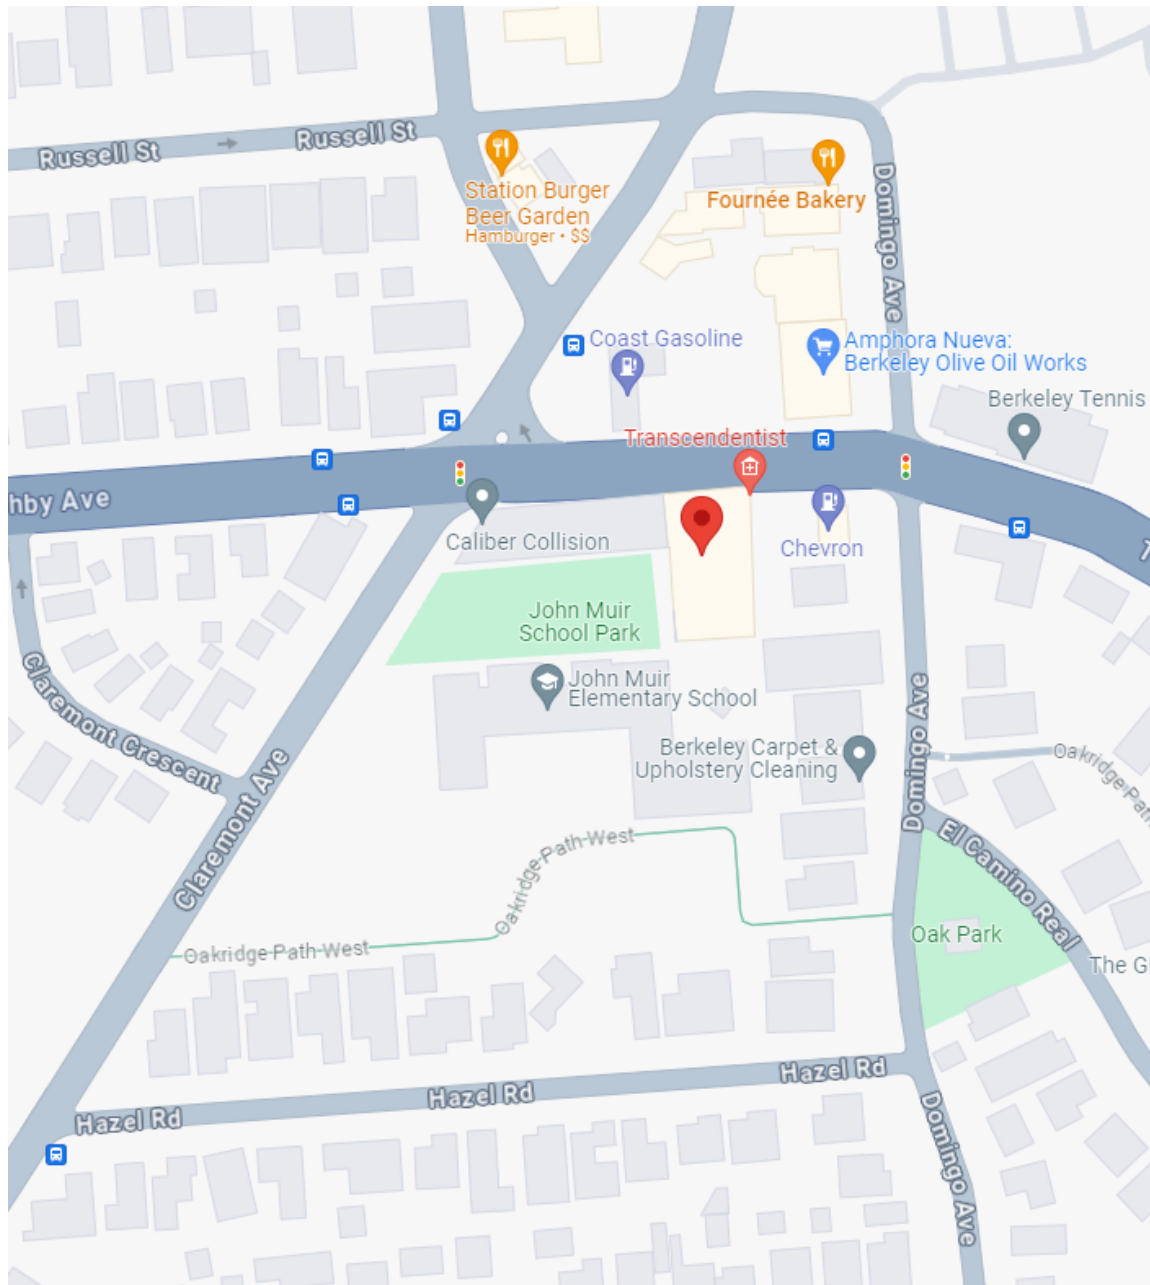 Russell St
Russell St
Station Burger
Beer Garden
Hamburger • $$
Fournée Bakery
Domingo Ave
Coast Gasoline
Amphora Nueva:
Berkeley Olive Oil Works
Berkeley Tennis
Transcendentist
hby Ave
Caliber Collision
Chevron
John Muir
School Park
John Muir
Elementary School
Claremont Crescent
Berkeley Carpet &
Upholstery Cleaning
Domingo Ave
Oakridge Path
Claremont Ave
El Camino Real
Oakridge Path West
Oakridge Path West
Oak Park
The Gl
Hazel Rd
Hazel Rd
Hazel Rd
Domingo Ave